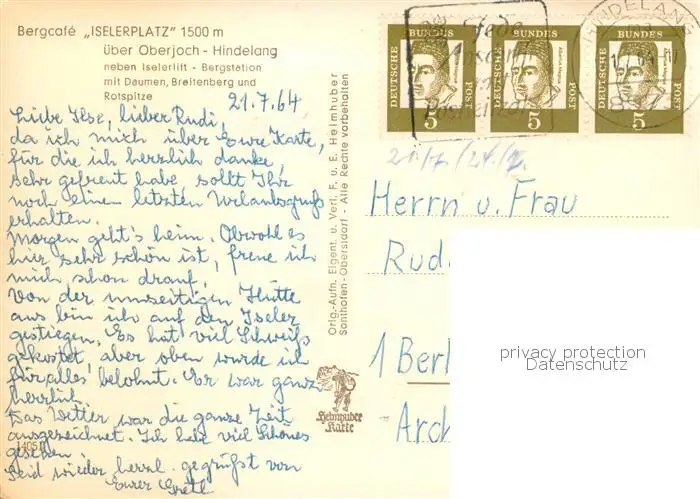 Bergcafé „ISELERPLATZ" 1500 m
über Oberjoch - Hindelang
neben Iselerlift - Bergstation
mit Daumen, Breitenberg und
Rotspitze
21.7.64
Liebe Ilse, lieber Rudi,
da ich mich über Eure Karte,
für die ich herzlich danke,
sehr gefreut habe sollt Ihr
noch einen letzten Urlaubsgruß
erhalten.
Morgen geht's heim. Obwohl es
hier sehr schön ist, freue ich
mich schon drauf.
Von der umseitigen Hütte
aus bin ich auf den Iseler
gestiegen. Es hat viel Schweiß
gekostet, aber oben wurde ich
für alles belohnt. Er war ganz
herrlich.
Das Wetter war die ganze Zeit
ausgezeichnet. Ich habe viel Schönes
gesehen
Seid wieder herzl. gegrüßt von
Eurer Gretl
14051
Orig.-Aufn. Eigent. u. Verl. F. u. E. Heimhuber
Sonthofen-Oberstdorf - Alle Rechte vorbehalten
Heimhuber
Karte
DEUTSCHE BUNDES POST
5
DEUTSCHE BUNDES POST
5
DEUTSCHE BUNDES POST
5
HINDELANG
Herrn u. Frau
Rud
1 Berl
Arch
privacy protection
Datenschutz